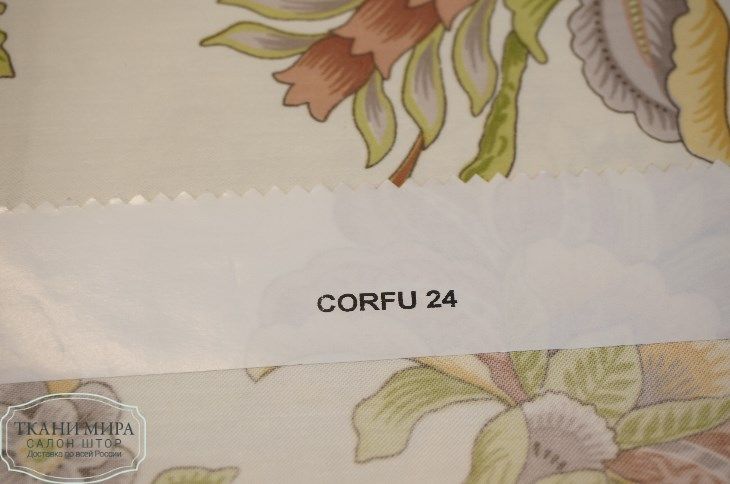 CORFU 24
ТКАНИ МИРА
САЛОН ШТОР
Доставка по всей России